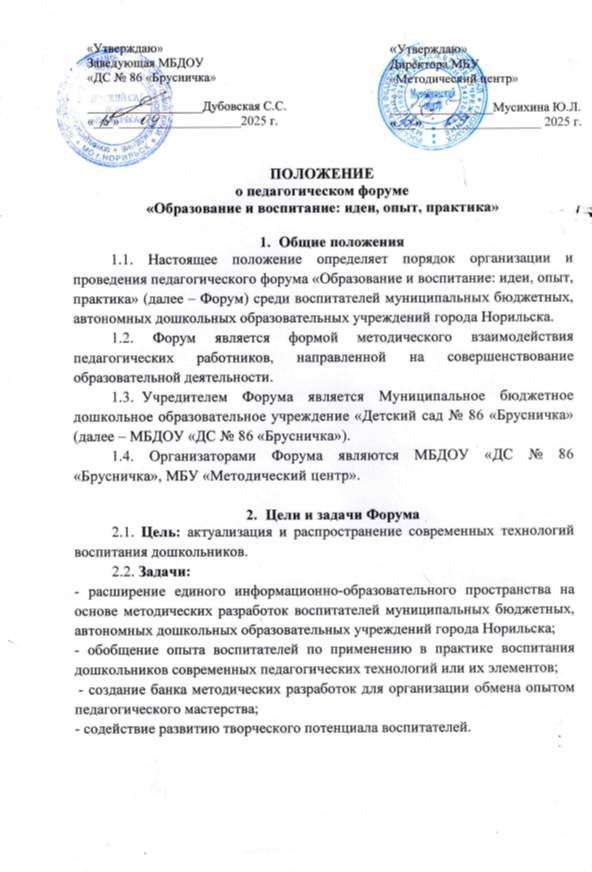 «Утверждаю»
Заведующая МБДОУ
«ДС № 86 «Брусничка»
Дубовская С.С.
2025 г.
«Утверждаю»
Директора МБУ
«Методический центр»
Мусихина Ю.Л.
2025 г.
ПОЛОЖЕНИЕ
о педагогическом форуме
«Образование и воспитание: идеи, опыт, практика»
1. Общие положения
1.1. Настоящее положение определяет порядок организации и
проведения педагогического форума «Образование и воспитание: идеи, опыт,
практика» (далее – Форум) среди воспитателей муниципальных бюджетных,
автономных дошкольных образовательных учреждений города Норильска.
1.2. Форум является формой методического взаимодействия
педагогических работников, направленной на совершенствование
образовательной деятельности.
1.3. Учредителем Форума является Муниципальное бюджетное
дошкольное образовательное учреждение «Детский сад № 86 «Брусничка»
(далее – МБДОУ «ДС № 86 «Брусничка»).
1.4. Организаторами Форума являются МБДОУ «ДС № 86
«Брусничка», МБУ «Методический центр».
2. Цели и задачи Форума
2.1. Цель: актуализация и распространение современных технологий
воспитания дошкольников.
2.2. Задачи:
- расширение единого информационно-образовательного пространства на
основе методических разработок воспитателей муниципальных бюджетных,
автономных дошкольных образовательных учреждений города Норильска;
- обобщение опыта воспитателей по применению в практике воспитания
дошкольников современных педагогических технологий или их элементов;
- создание банка методических разработок для организации обмена опытом
педагогического мастерства;
- содействие развитию творческого потенциала воспитателей.